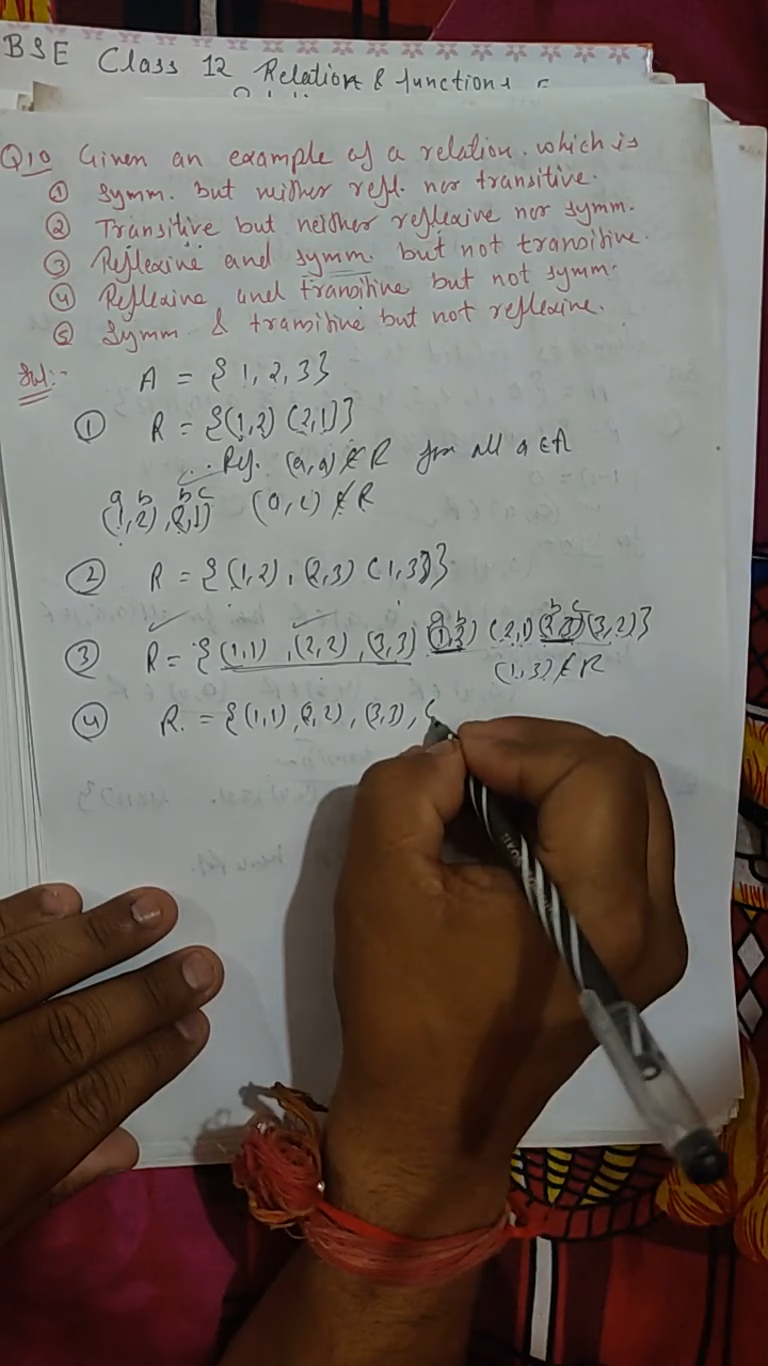 BSE Class 12 Relation & functions
Q10 Given an example of a relation. which is
① Symm. but neither refl. nor transitive.
② Transitive but neither reflexive nor symm.
③ Reflexive and symm. but not transitive.
④ Reflexive and transitive but not symm.
⑤ Symm & transitive but not reflexive.
Sol:- A = {1, 2, 3}
① R = {(1,2) (2,1)}
∴ Ref. (a,a) ∉ R for all a ∈ A
a b b c
(1,2), (2,1) (a,c) ∉ R
② R = {(1,2), (2,3) (1,3)}
a b b c
③ R = { (1,1), (2,2), (3,3) (1,2) (2,1) (2,3) (3,2)}
(1,3) ∉ R
④ R. = {(1,1), (2,2), (3,3), (